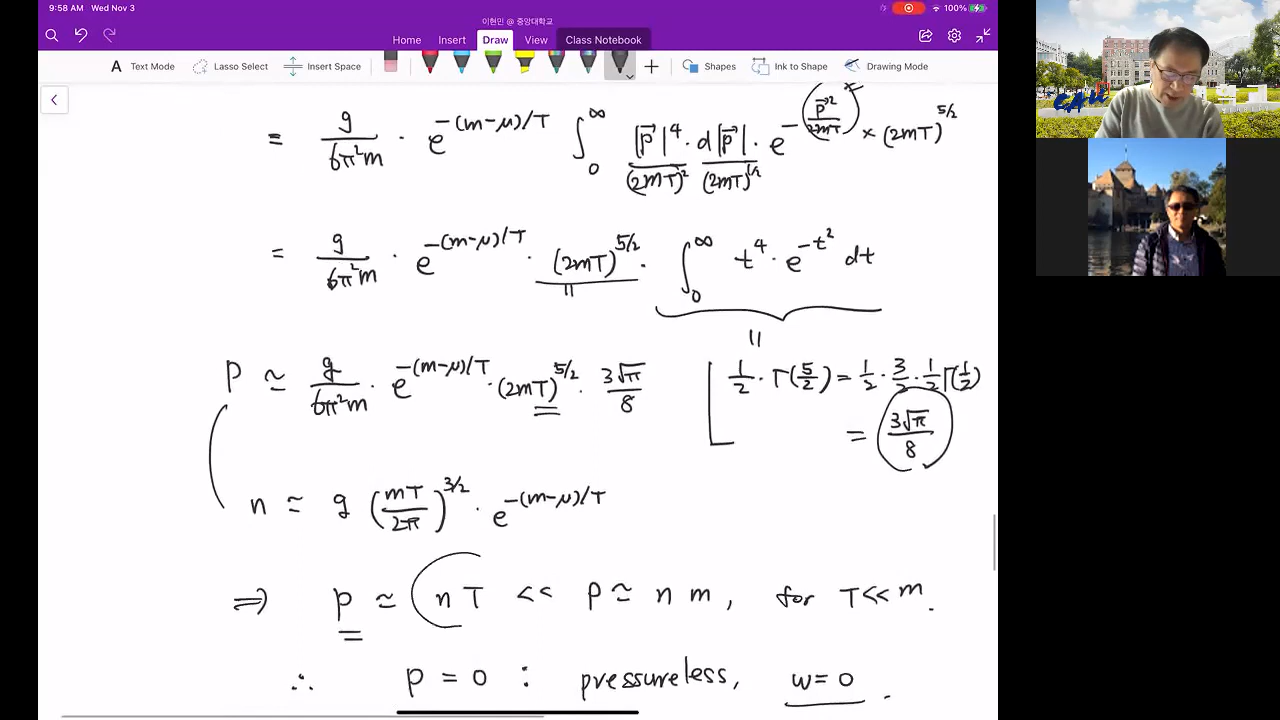 9:58 AM Wed Nov 3
100%
이현민 @ 중앙대학교
Home Insert Draw View Class Notebook
Text Mode Lasso Select Insert Space Shapes Ink to Shape Drawing Mode
= g/6π²m · e^{-(m-μ)/T} ∫₀^∞ |p⃗|⁴/(2mT)² · d|p⃗|/(2mT)^{1/2} · e^{-(p⃗²/2mT)} × (2mT)^{5/2}
= g/6π²m · e^{-(m-μ)/T} · (2mT)^{5/2} · ∫₀^∞ t⁴ · e^{-t²} dt
P ≃ g/6π²m · e^{-(m-μ)/T} · (2mT)^{5/2} · 3√π/8
1/2 · Γ(5/2) = 1/2 · 3/2 · 1/2 Γ(1/2)
= 3√π/8
n ≃ g (mT/2π)^{3/2} · e^{-(m-μ)/T}
⇒ p ≃ n T << ρ ≃ n m, for T << m.
∴ p = 0 : pressureless, w = 0.
CAU